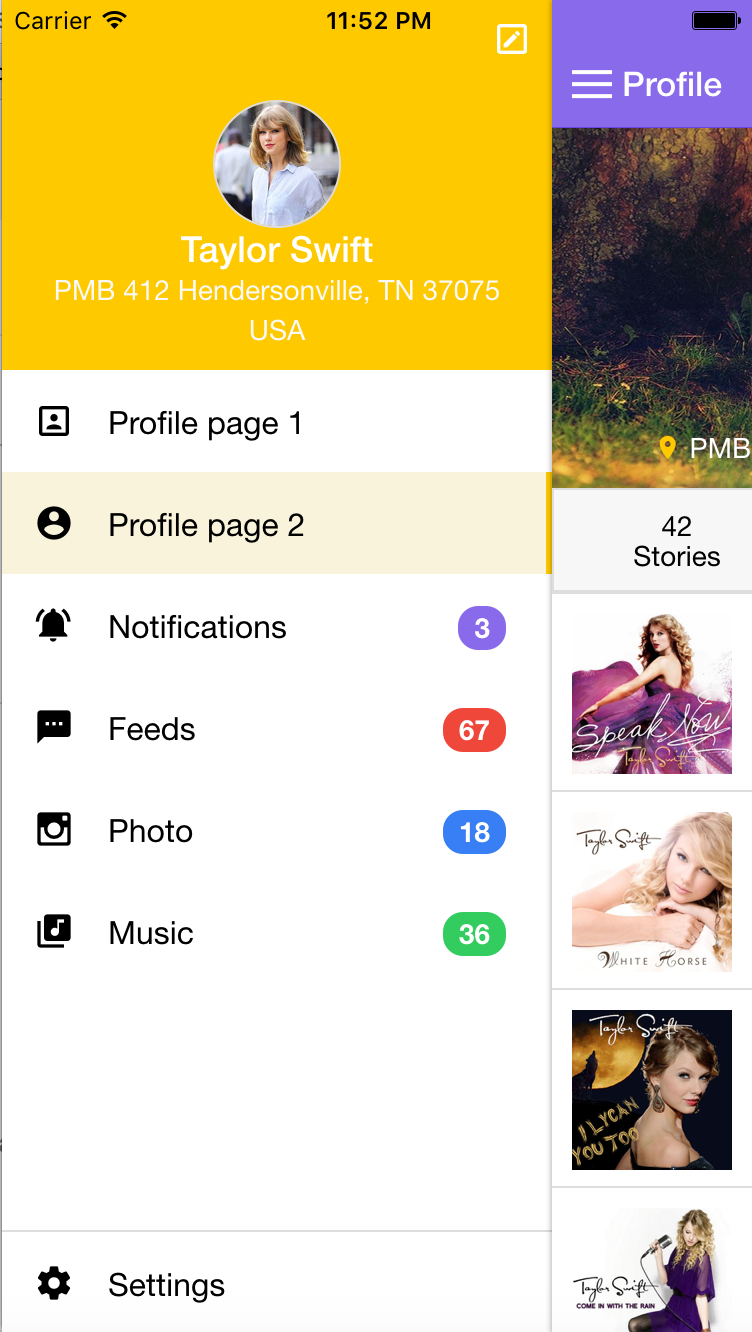 Carrier
11:52 PM
Profile
Taylor Swift
PMB 412 Hendersonville, TN 37075
USA
Profile page 1
Profile page 2
Notifications
3
Feeds
67
Photo
18
Music
36
Settings
PMB
42
Stories
Speak Now
Taylor Swift
Taylor Swift
WHITE HORSE
Taylor Swift
I LYCAN
YOU TOO
Taylor Swift
COME IN WITH THE RAIN